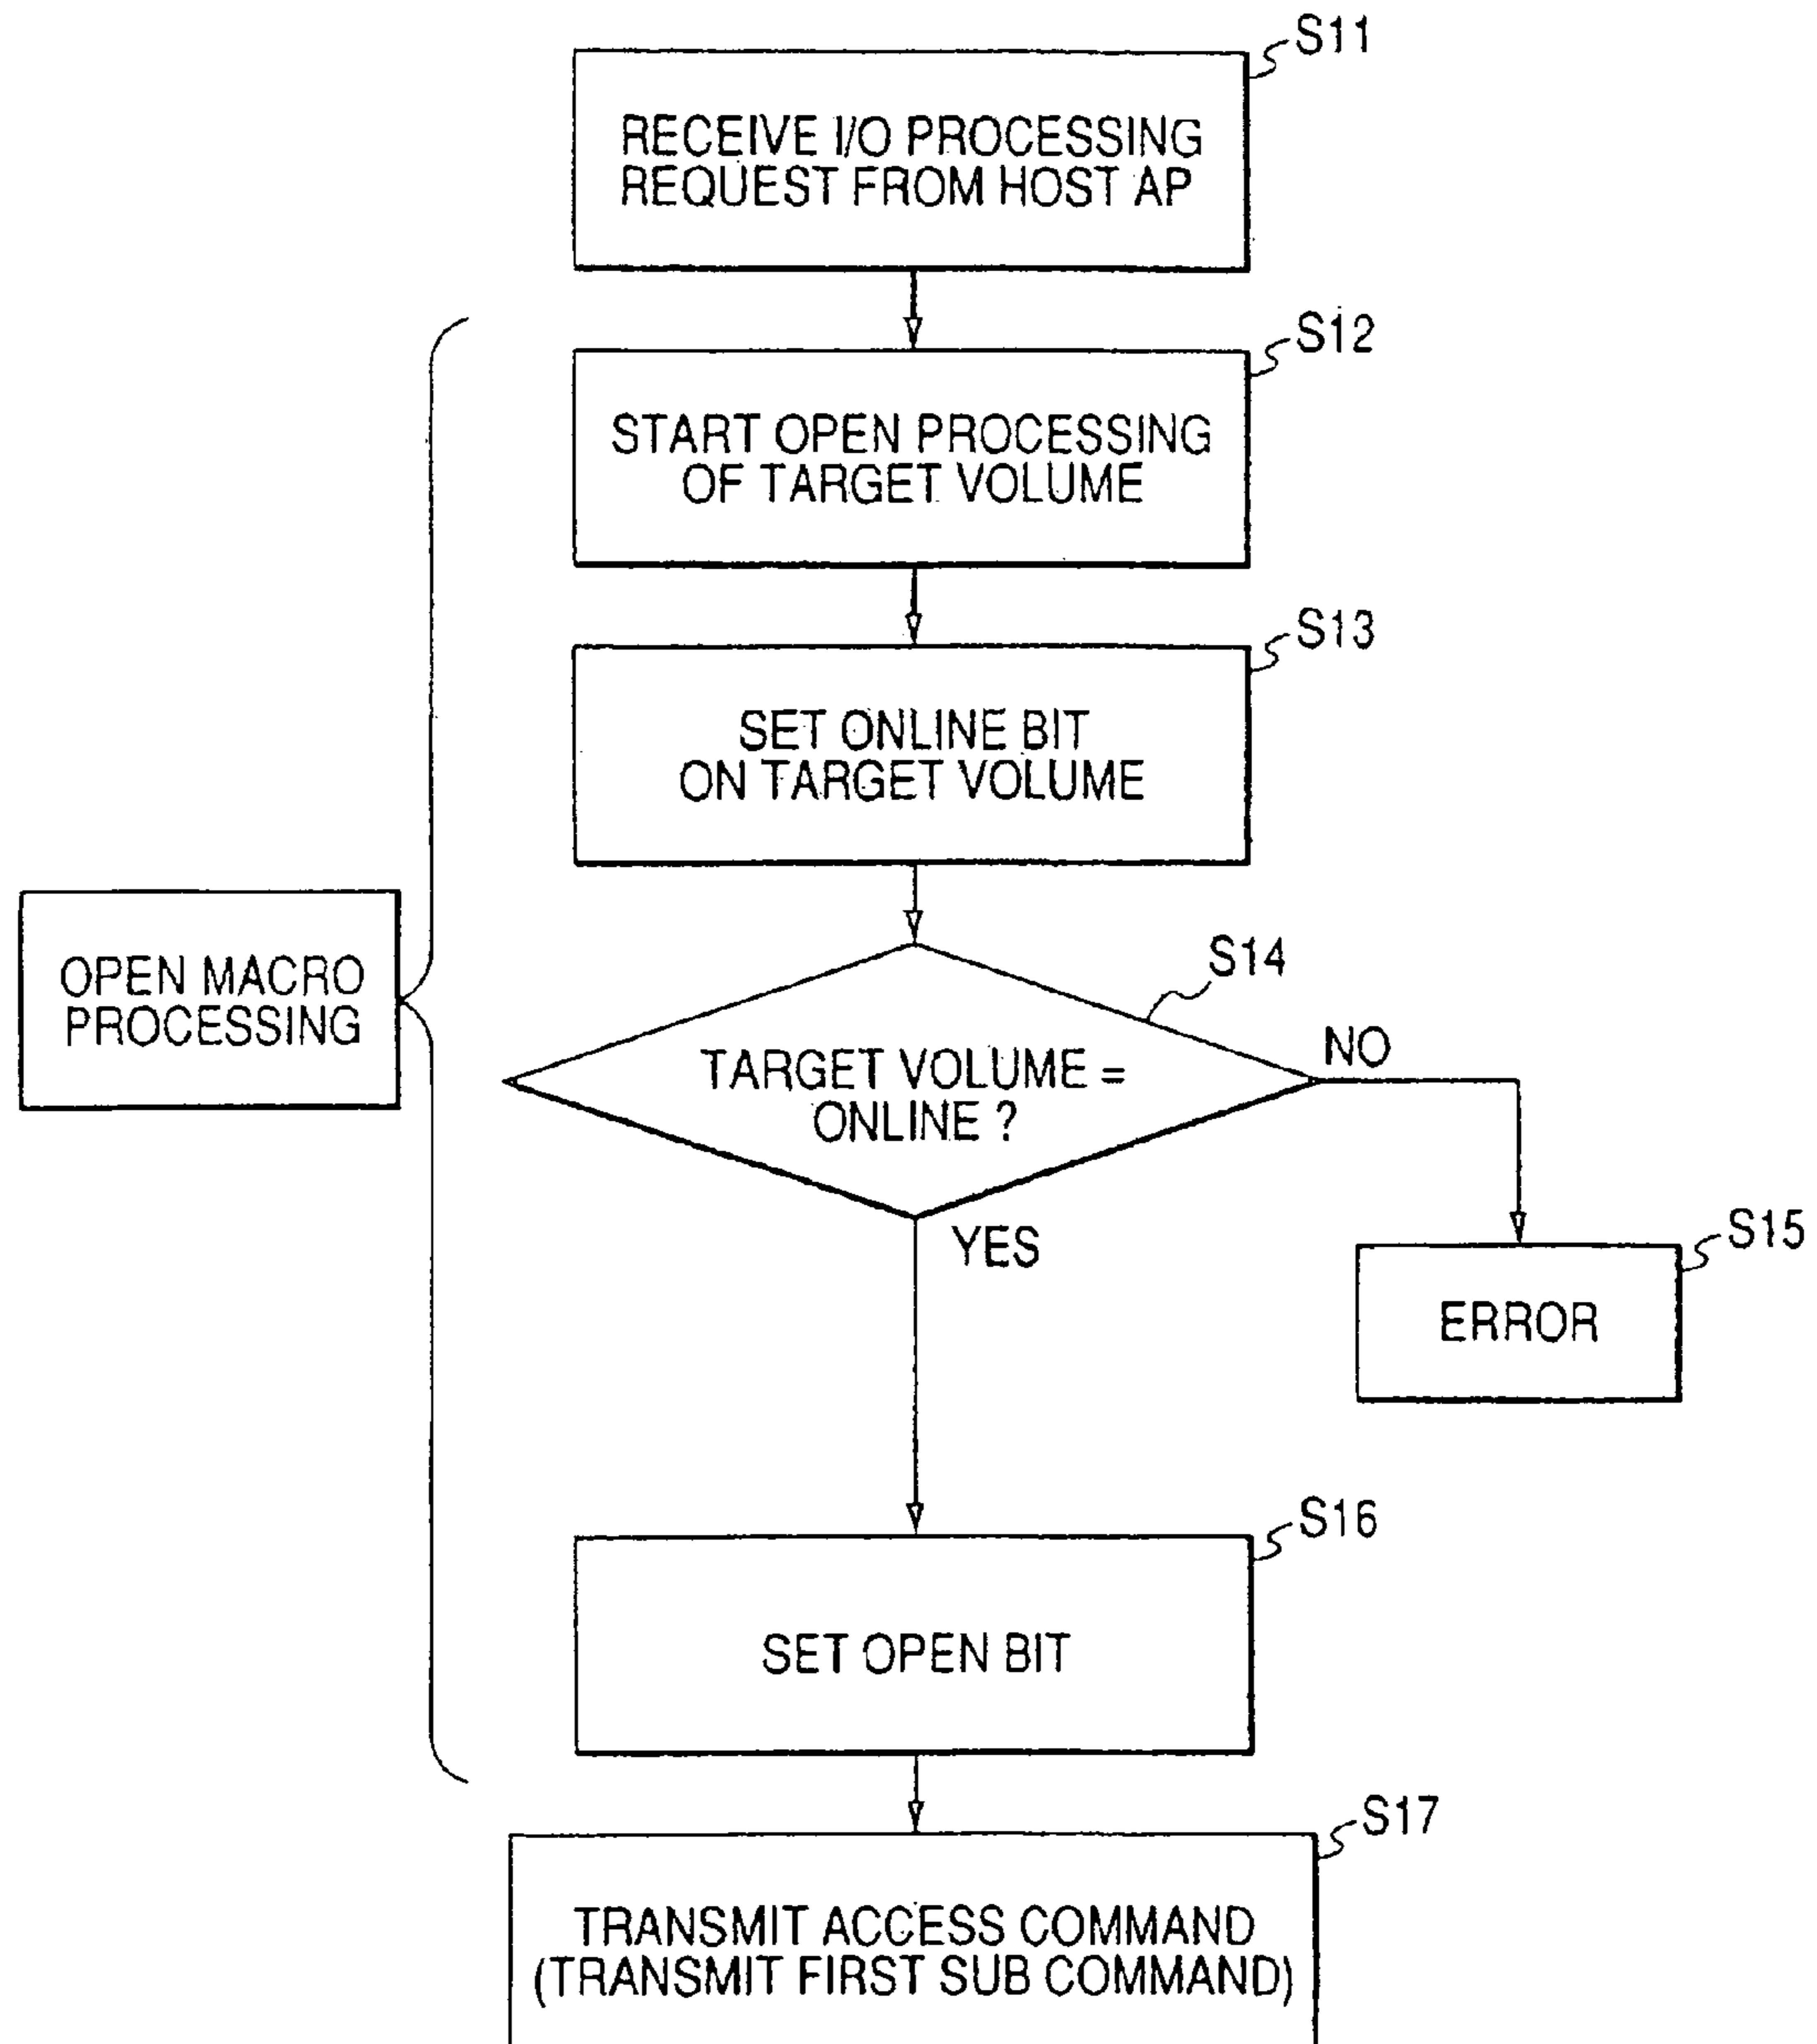 S11
RECEIVE I/O PROCESSING
REQUEST FROM HOST AP
S12
START OPEN PROCESSING
OF TARGET VOLUME
S13
SET ONLINE BIT
ON TARGET VOLUME
OPEN MACRO
PROCESSING
S14
TARGET VOLUME =
ONLINE ?
NO
YES
S15
ERROR
S16
SET OPEN BIT
S17
TRANSMIT ACCESS COMMAND
(TRANSMIT FIRST SUB COMMAND)